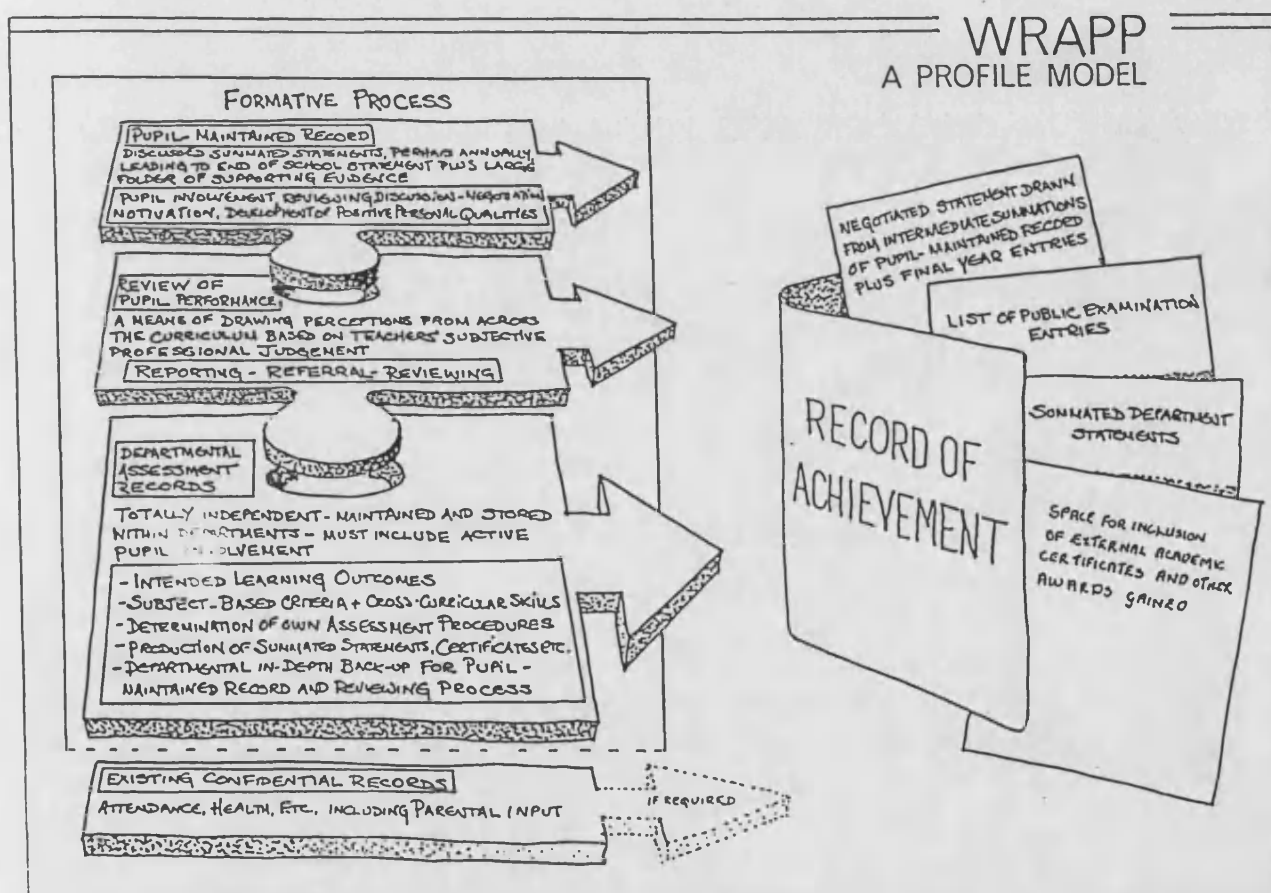 WRAPP
A PROFILE MODEL
FORMATIVE PROCESS
PUPIL-MAINTAINED RECORD
DISCUSSED SUMMATED STATEMENTS, PERHAPS ANNUALLY,
LEADING TO END OF SCHOOL STATEMENT PLUS LARGE
FOLDER OF SUPPORTING EVIDENCE
PUPIL INVOLVEMENT, REVIEWING DISCUSSION-NEGOTIATION
MOTIVATION, DEVELOPMENT OF POSITIVE PERSONAL QUALITIES
REVIEW OF
PUPIL PERFORMANCE,
A MEANS OF DRAWING PERCEPTIONS FROM ACROSS
THE CURRICULUM BASED ON TEACHERS' SUBJECTIVE
PROFESSIONAL JUDGEMENT
REPORTING - REFERRAL - REVIEWING
DEPARTMENTAL
ASSESSMENT
RECORDS
TOTALLY INDEPENDENT - MAINTAINED AND STORED
WITHIN DEPARTMENTS - MUST INCLUDE ACTIVE
PUPIL INVOLVEMENT
- INTENDED LEARNING OUTCOMES
- SUBJECT-BASED CRITERIA + CROSS-CURRICULAR SKILLS
- DETERMINATION OF OWN ASSESSMENT PROCEDURES
- PRODUCTION OF SUMMATED STATEMENTS, CERTIFICATES ETC.
- DEPARTMENTAL IN-DEPTH BACK-UP FOR PUPIL-
MAINTAINED RECORD AND REVIEWING PROCESS
EXISTING CONFIDENTIAL RECORDS
ATTENDANCE, HEALTH, ETC. INCLUDING PARENTAL INPUT
IF REQUIRED
NEGOTIATED STATEMENT DRAWN
FROM INTERMEDIATE SUMMATIONS
OF PUPIL-MAINTAINED RECORD
PLUS FINAL YEAR ENTRIES
LIST OF PUBLIC EXAMINATION
ENTRIES
SUMMATED DEPARTMENT
STATEMENTS
RECORD OF
ACHIEVEMENT
SPACE FOR INCLUSION
OF EXTERNAL ACADEMIC
CERTIFICATES AND OTHER
AWARDS GAINED